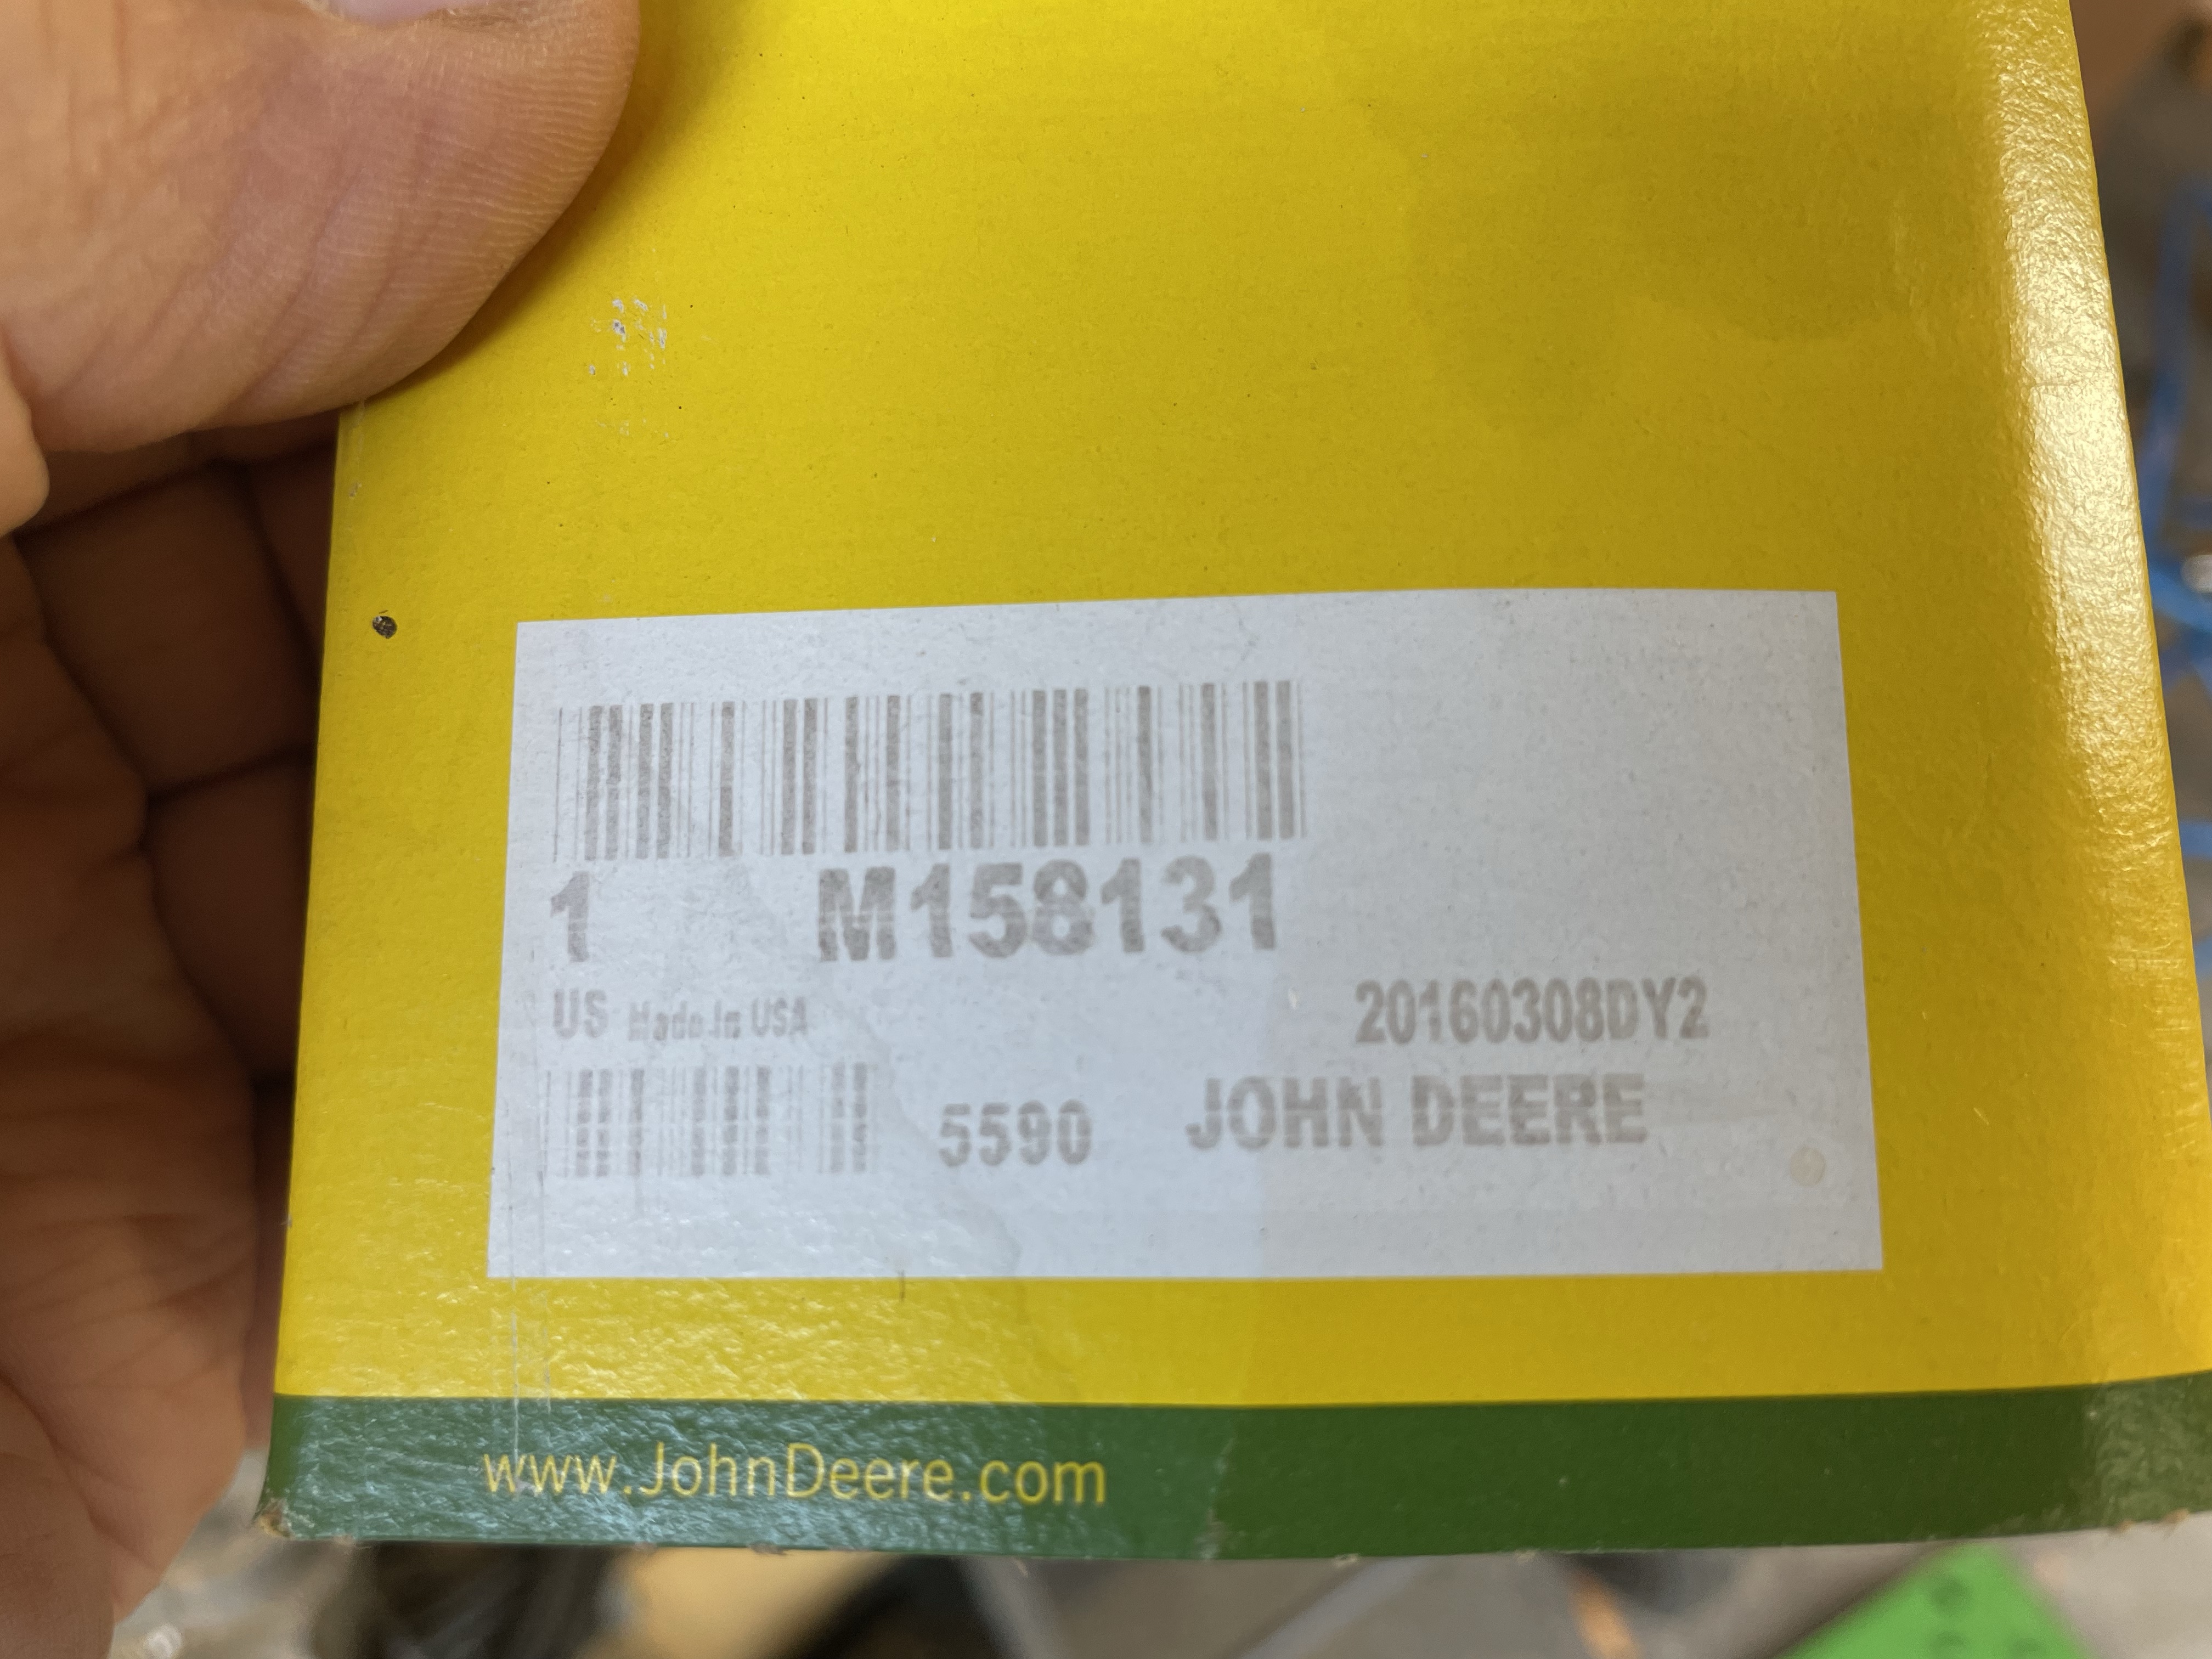 1 M158131
US Made In USA 20160308DY2
5590 JOHN DEERE
www.JohnDeere.com